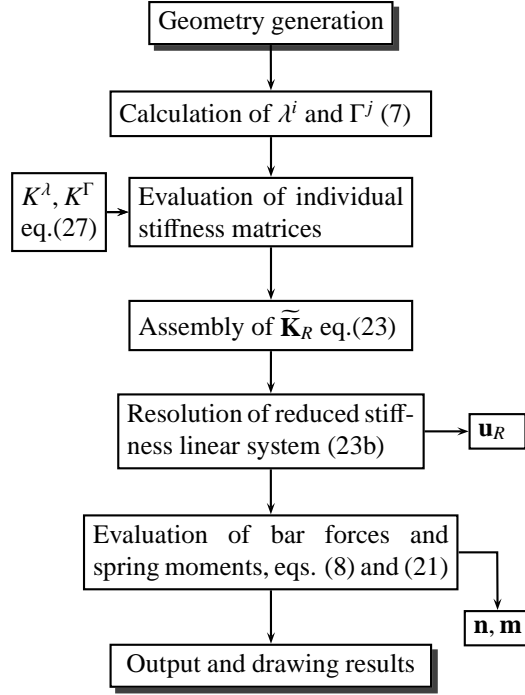 Geometry generation
Calculation of λ^i and Γ^j (7)
K^λ, K^Γ
eq.(27)
Evaluation of individual
stiffness matrices
Assembly of K̃_R eq.(23)
Resolution of reduced stiff-
ness linear system (23b)
u_R
Evaluation of bar forces and
spring moments, eqs. (8) and (21)
n, m
Output and drawing results